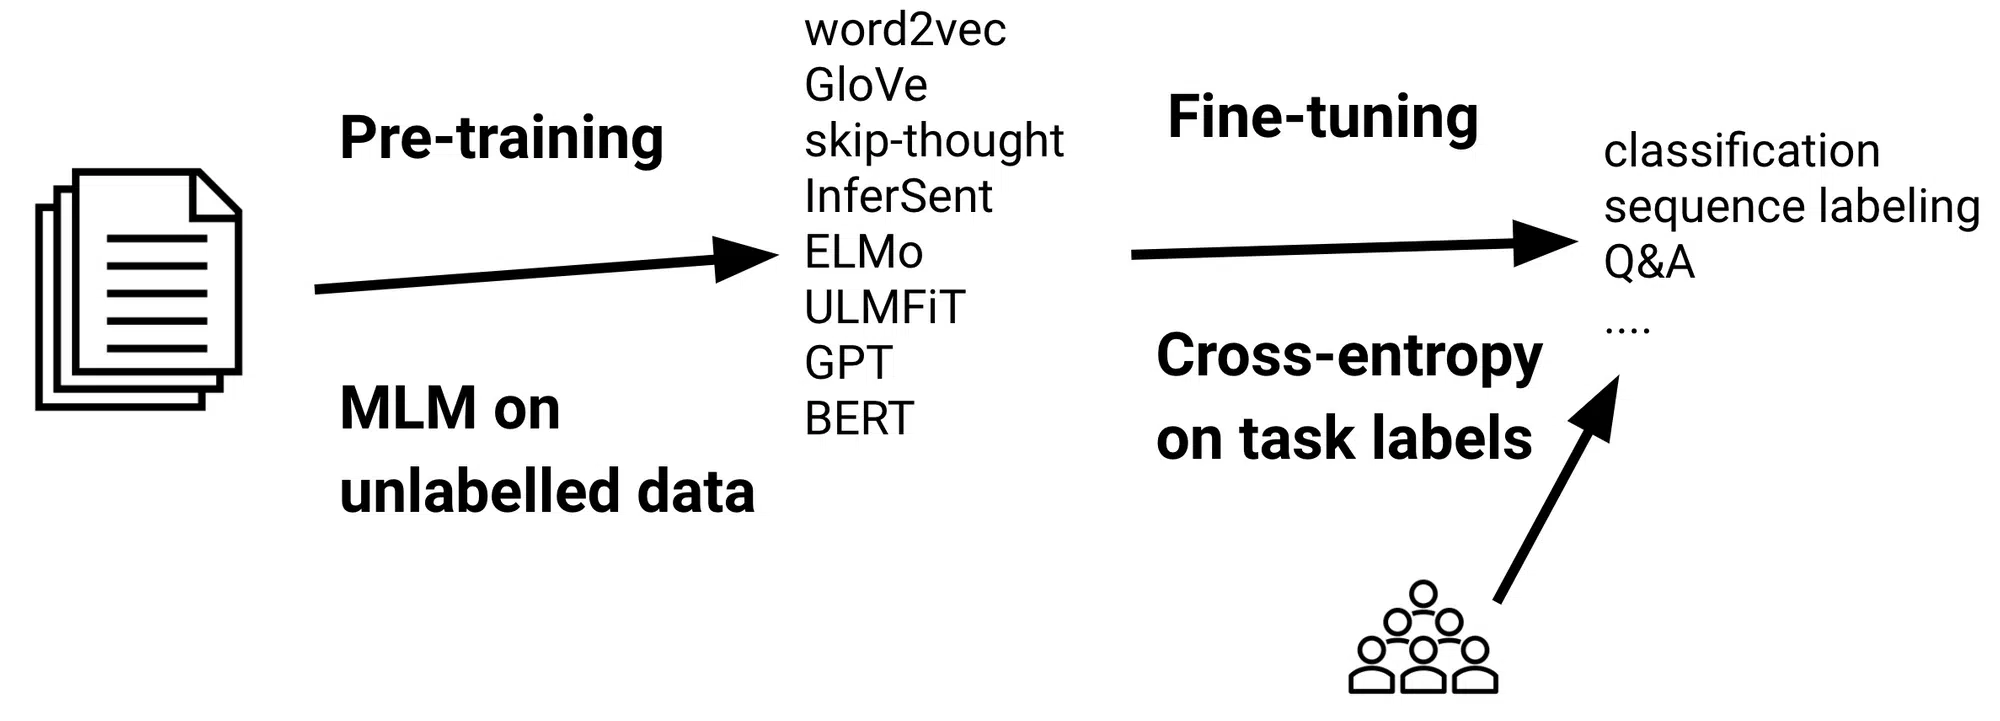 Pre-training
MLM on
unlabelled data
word2vec
GloVe
skip-thought
InferSent
ELMo
ULMFiT
GPT
BERT
Fine-tuning
Cross-entropy
on task labels
classification
sequence labeling
Q&A
....